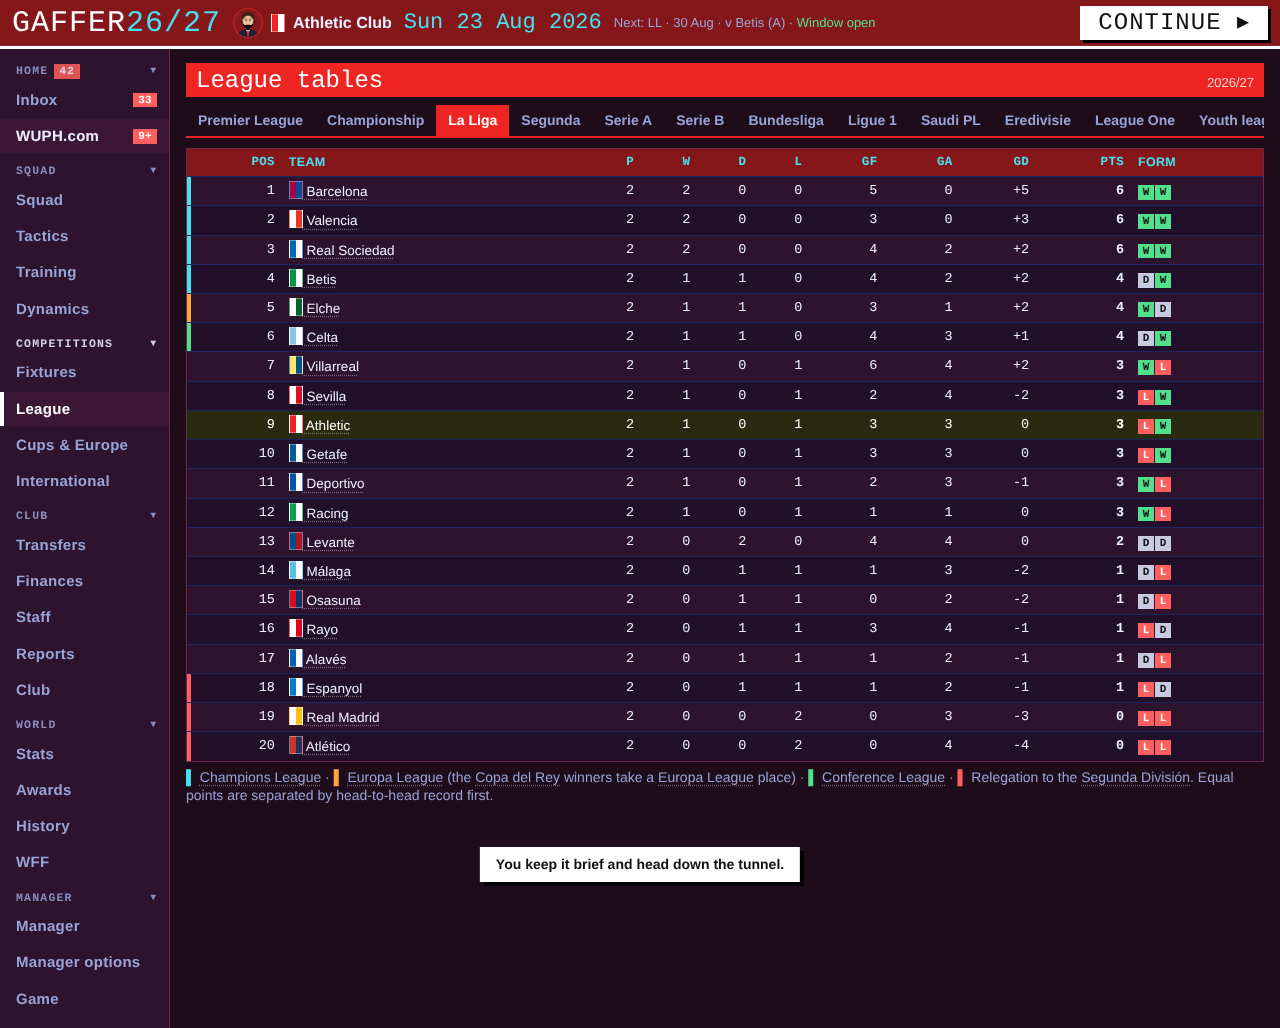 GAFFER26/27 Athletic Club Sun 23 Aug 2026 Next: LL · 30 Aug · v Betis (A) · Window open CONTINUE ►
HOME 42 ▼
Inbox 33
WUPH.com 9+
SQUAD ▼
Squad
Tactics
Training
Dynamics
COMPETITIONS ▼
Fixtures
League
Cups & Europe
International
CLUB ▼
Transfers
Finances
Staff
Reports
Club
WORLD ▼
Stats
Awards
History
WFF
MANAGER ▼
Manager
Manager options
Game
League tables 2026/27
Premier League Championship La Liga Segunda Serie A Serie B Bundesliga Ligue 1 Saudi PL Eredivisie League One Youth leag
POS TEAM P W D L GF GA GD PTS FORM
1 Barcelona 2 2 0 0 5 0 +5 6 W W
2 Valencia 2 2 0 0 3 0 +3 6 W W
3 Real Sociedad 2 2 0 0 4 2 +2 6 W W
4 Betis 2 1 1 0 4 2 +2 4 D W
5 Elche 2 1 1 0 3 1 +2 4 W D
6 Celta 2 1 1 0 4 3 +1 4 D W
7 Villarreal 2 1 0 1 6 4 +2 3 W L
8 Sevilla 2 1 0 1 2 4 -2 3 L W
9 Athletic 2 1 0 1 3 3 0 3 L W
10 Getafe 2 1 0 1 3 3 0 3 L W
11 Deportivo 2 1 0 1 2 3 -1 3 W L
12 Racing 2 1 0 1 1 1 0 3 W L
13 Levante 2 0 2 0 4 4 0 2 D D
14 Málaga 2 0 1 1 1 3 -2 1 D L
15 Osasuna 2 0 1 1 0 2 -2 1 D L
16 Rayo 2 0 1 1 3 4 -1 1 L D
17 Alavés 2 0 1 1 1 2 -1 1 D L
18 Espanyol 2 0 1 1 1 2 -1 1 L D
19 Real Madrid 2 0 0 2 0 3 -3 0 L L
20 Atlético 2 0 0 2 0 4 -4 0 L L
Champions League · Europa League (the Copa del Rey winners take a Europa League place) · Conference League · Relegation to the Segunda División. Equal
points are separated by head-to-head record first.
You keep it brief and head down the tunnel.